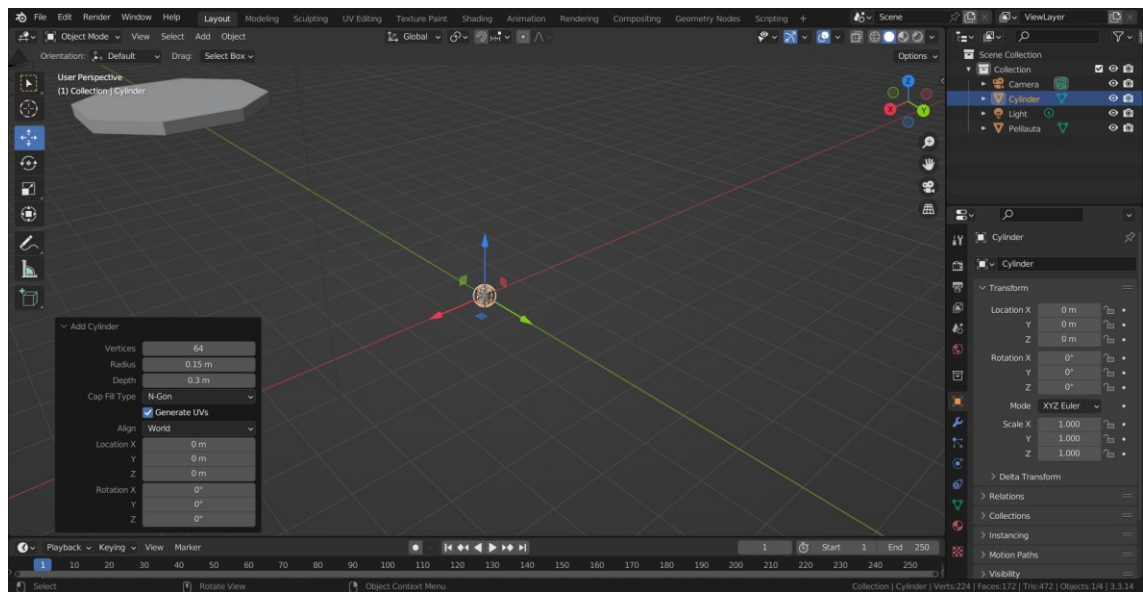 File Edit Render Window Help Layout Modeling Sculpting UV Editing Texture Paint Shading Animation Rendering Compositing Geometry Nodes Scripting + Scene ViewLayer
Object Mode View Select Add Object Global Options
Orientation: Default Drag: Select Box
User Perspective
(1) Collection | Cylinder
Z
X
Y
Scene Collection
Collection
Camera
Cylinder
Light
Pelilauta
Cylinder
Cylinder
Transform
Location X 0 m
Y 0 m
Z 0 m
Rotation X 0°
Y 0°
Z 0°
Mode XYZ Euler
Scale X 1.000
Y 1.000
Z 1.000
Delta Transform
Relations
Collections
Instancing
Motion Paths
Visibility
Add Cylinder
Vertices 64
Radius 0.15 m
Depth 0.3 m
Cap Fill Type N-Gon
Generate UVs
Align World
Location X 0 m
Y 0 m
Z 0 m
Rotation X 0°
Y 0°
Z 0°
Playback Keying View Marker 1 Start 1 End 250
1 10 20 30 40 50 60 70 80 90 100 110 120 130 140 150 160 170 180 190 200 210 220 230 240 250
Select Rotate View Object Context Menu Collection | Cylinder | Verts:224 | Faces:172 | Tris:472 | Objects:1/4 | 3.3.14